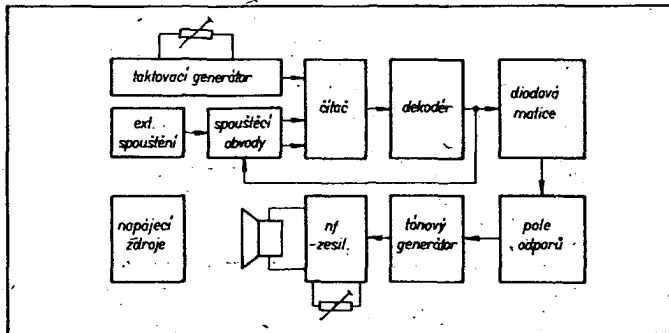 taktovací generátor
čítač
dekodér
diodová
matice
ext.
spouštění
spouštěcí
obvody
napájecí
zdroje
nf
-zesil.
tónový
generátor
pole
odporů